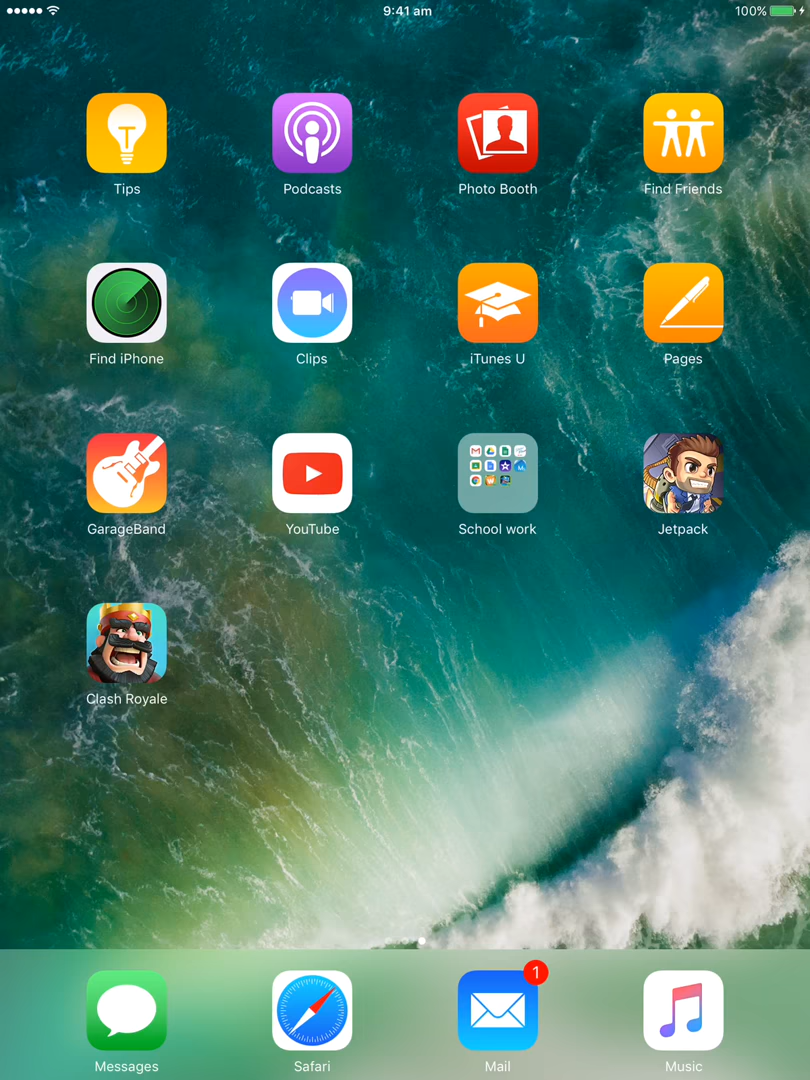 9:41 am
100%
Tips
Podcasts
Photo Booth
Find Friends
Find iPhone
Clips
iTunes U
Pages
GarageBand
YouTube
School work
Jetpack
Clash Royale
1
Messages
Safari
Mail
Music